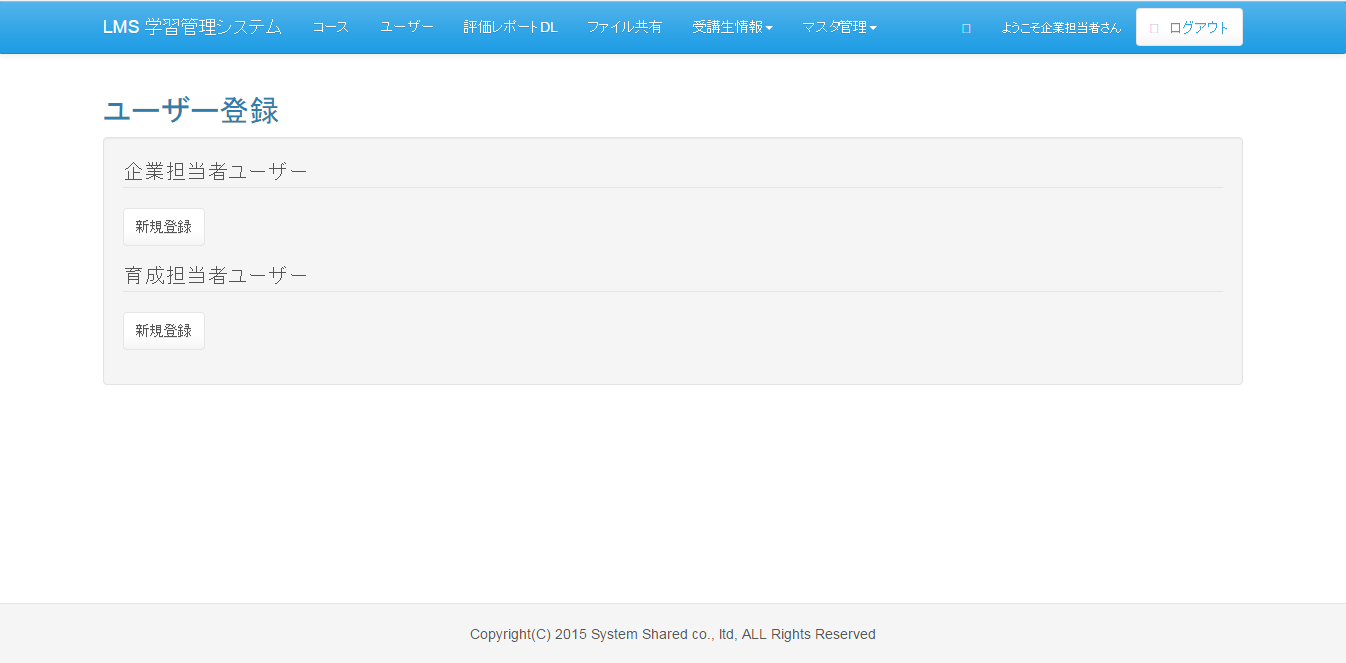 LMS 学習管理システム コース ユーザー 評価レポートDL ファイル共有 受講生情報 マスタ管理 ようこそ企業担当者さん ログアウト
ユーザー登録
企業担当者ユーザー
新規登録
育成担当者ユーザー
新規登録
Copyright(C) 2015 System Shared co., ltd, ALL Rights Reserved